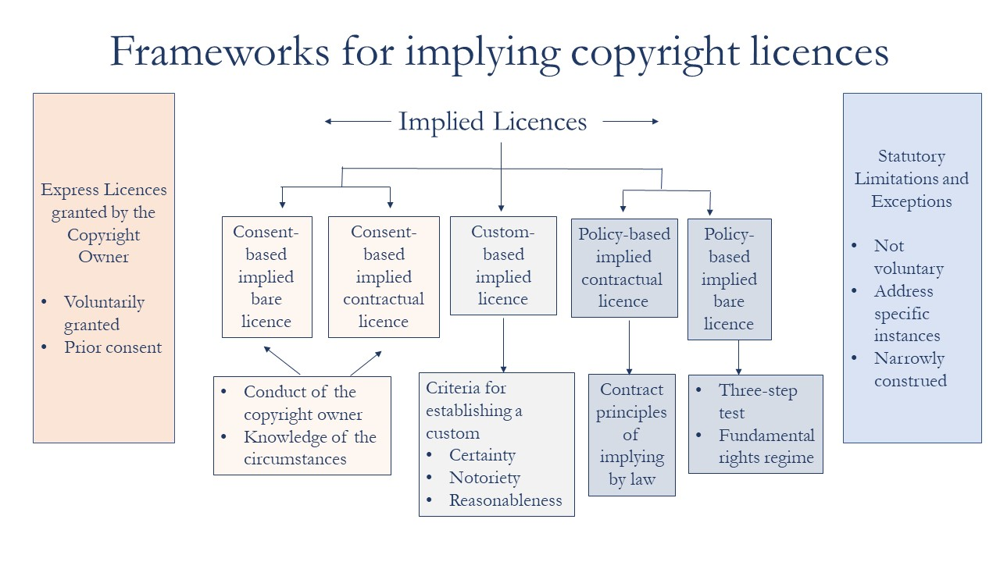 Frameworks for implying copyright licences
Implied Licences
Express Licences
granted by the
Copyright
Owner
• Voluntarily
granted
• Prior consent
Consent-
based
implied
bare
licence
Consent-
based
implied
contractual
licence
Custom-
based
implied
licence
Policy-based
implied
contractual
licence
Policy-
based
implied
bare
licence
• Conduct of the
copyright owner
• Knowledge of the
circumstances
Criteria for
establishing a
custom
• Certainty
• Notoriety
• Reasonableness
Contract
principles
of
implying
by law
• Three-step
test
• Fundamental
rights regime
Statutory
Limitations and
Exceptions
• Not
voluntary
• Address
specific
instances
• Narrowly
construed